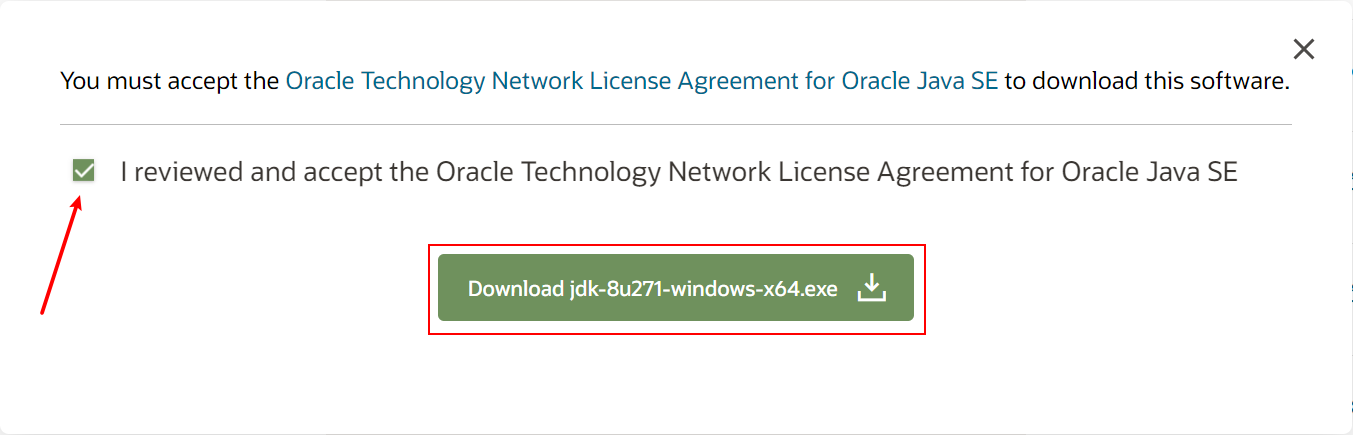 You must accept the Oracle Technology Network License Agreement for Oracle Java SE to download this software.
I reviewed and accept the Oracle Technology Network License Agreement for Oracle Java SE
Download jdk-8u271-windows-x64.exe